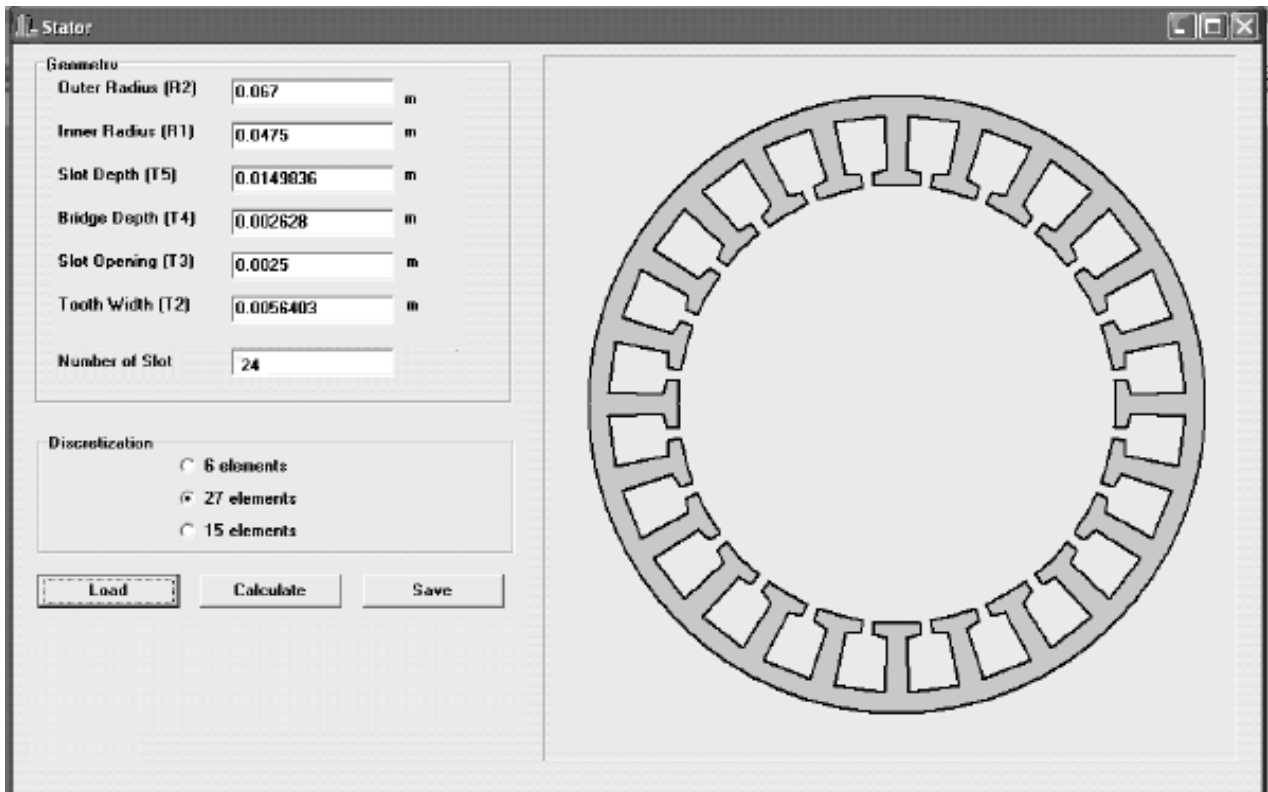 Stator
Geometry
Outer Radius (R2) 0.067 m
Inner Radius (R1) 0.0475 m
Slot Depth (T5) 0.0149836 m
Bridge Depth (T4) 0.002628 m
Slot Opening (T3) 0.0025 m
Tooth Width (T2) 0.0056403 m
Number of Slot 24
Discretization
6 elements
27 elements
15 elements
Load Calculate Save